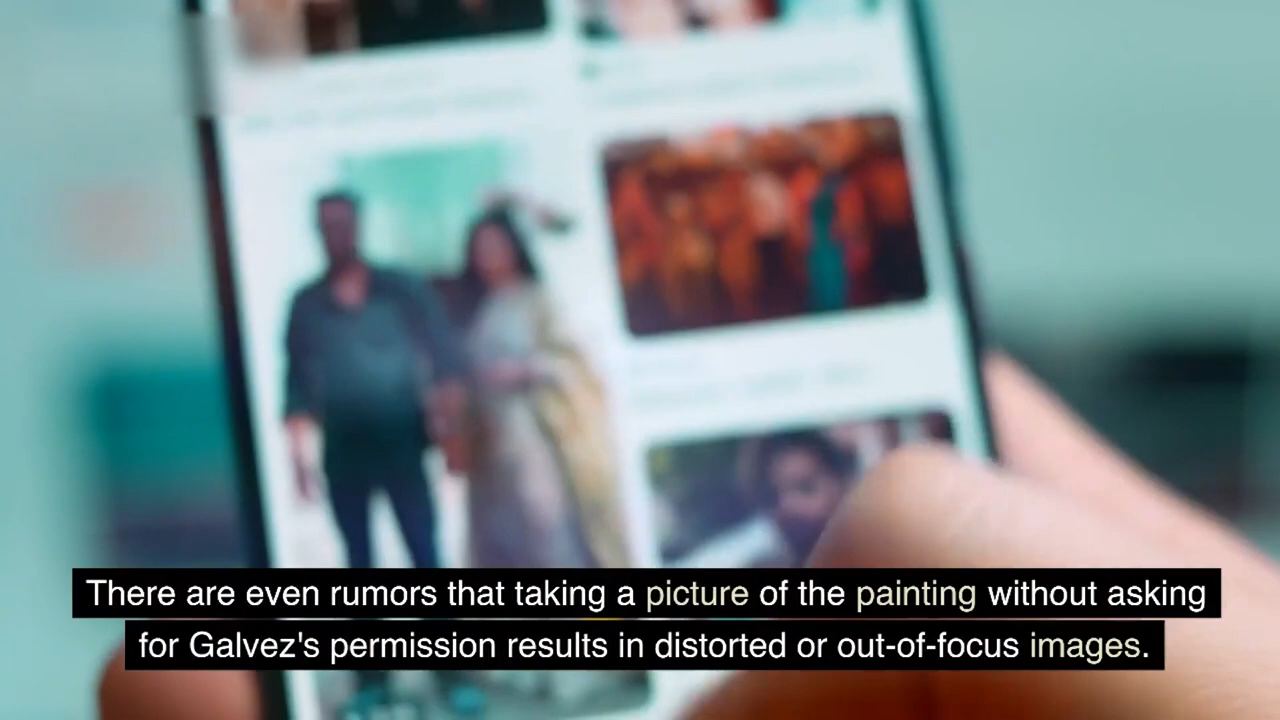 There are even rumors that taking a picture of the painting without asking
for Galvez's permission results in distorted or out-of-focus images.